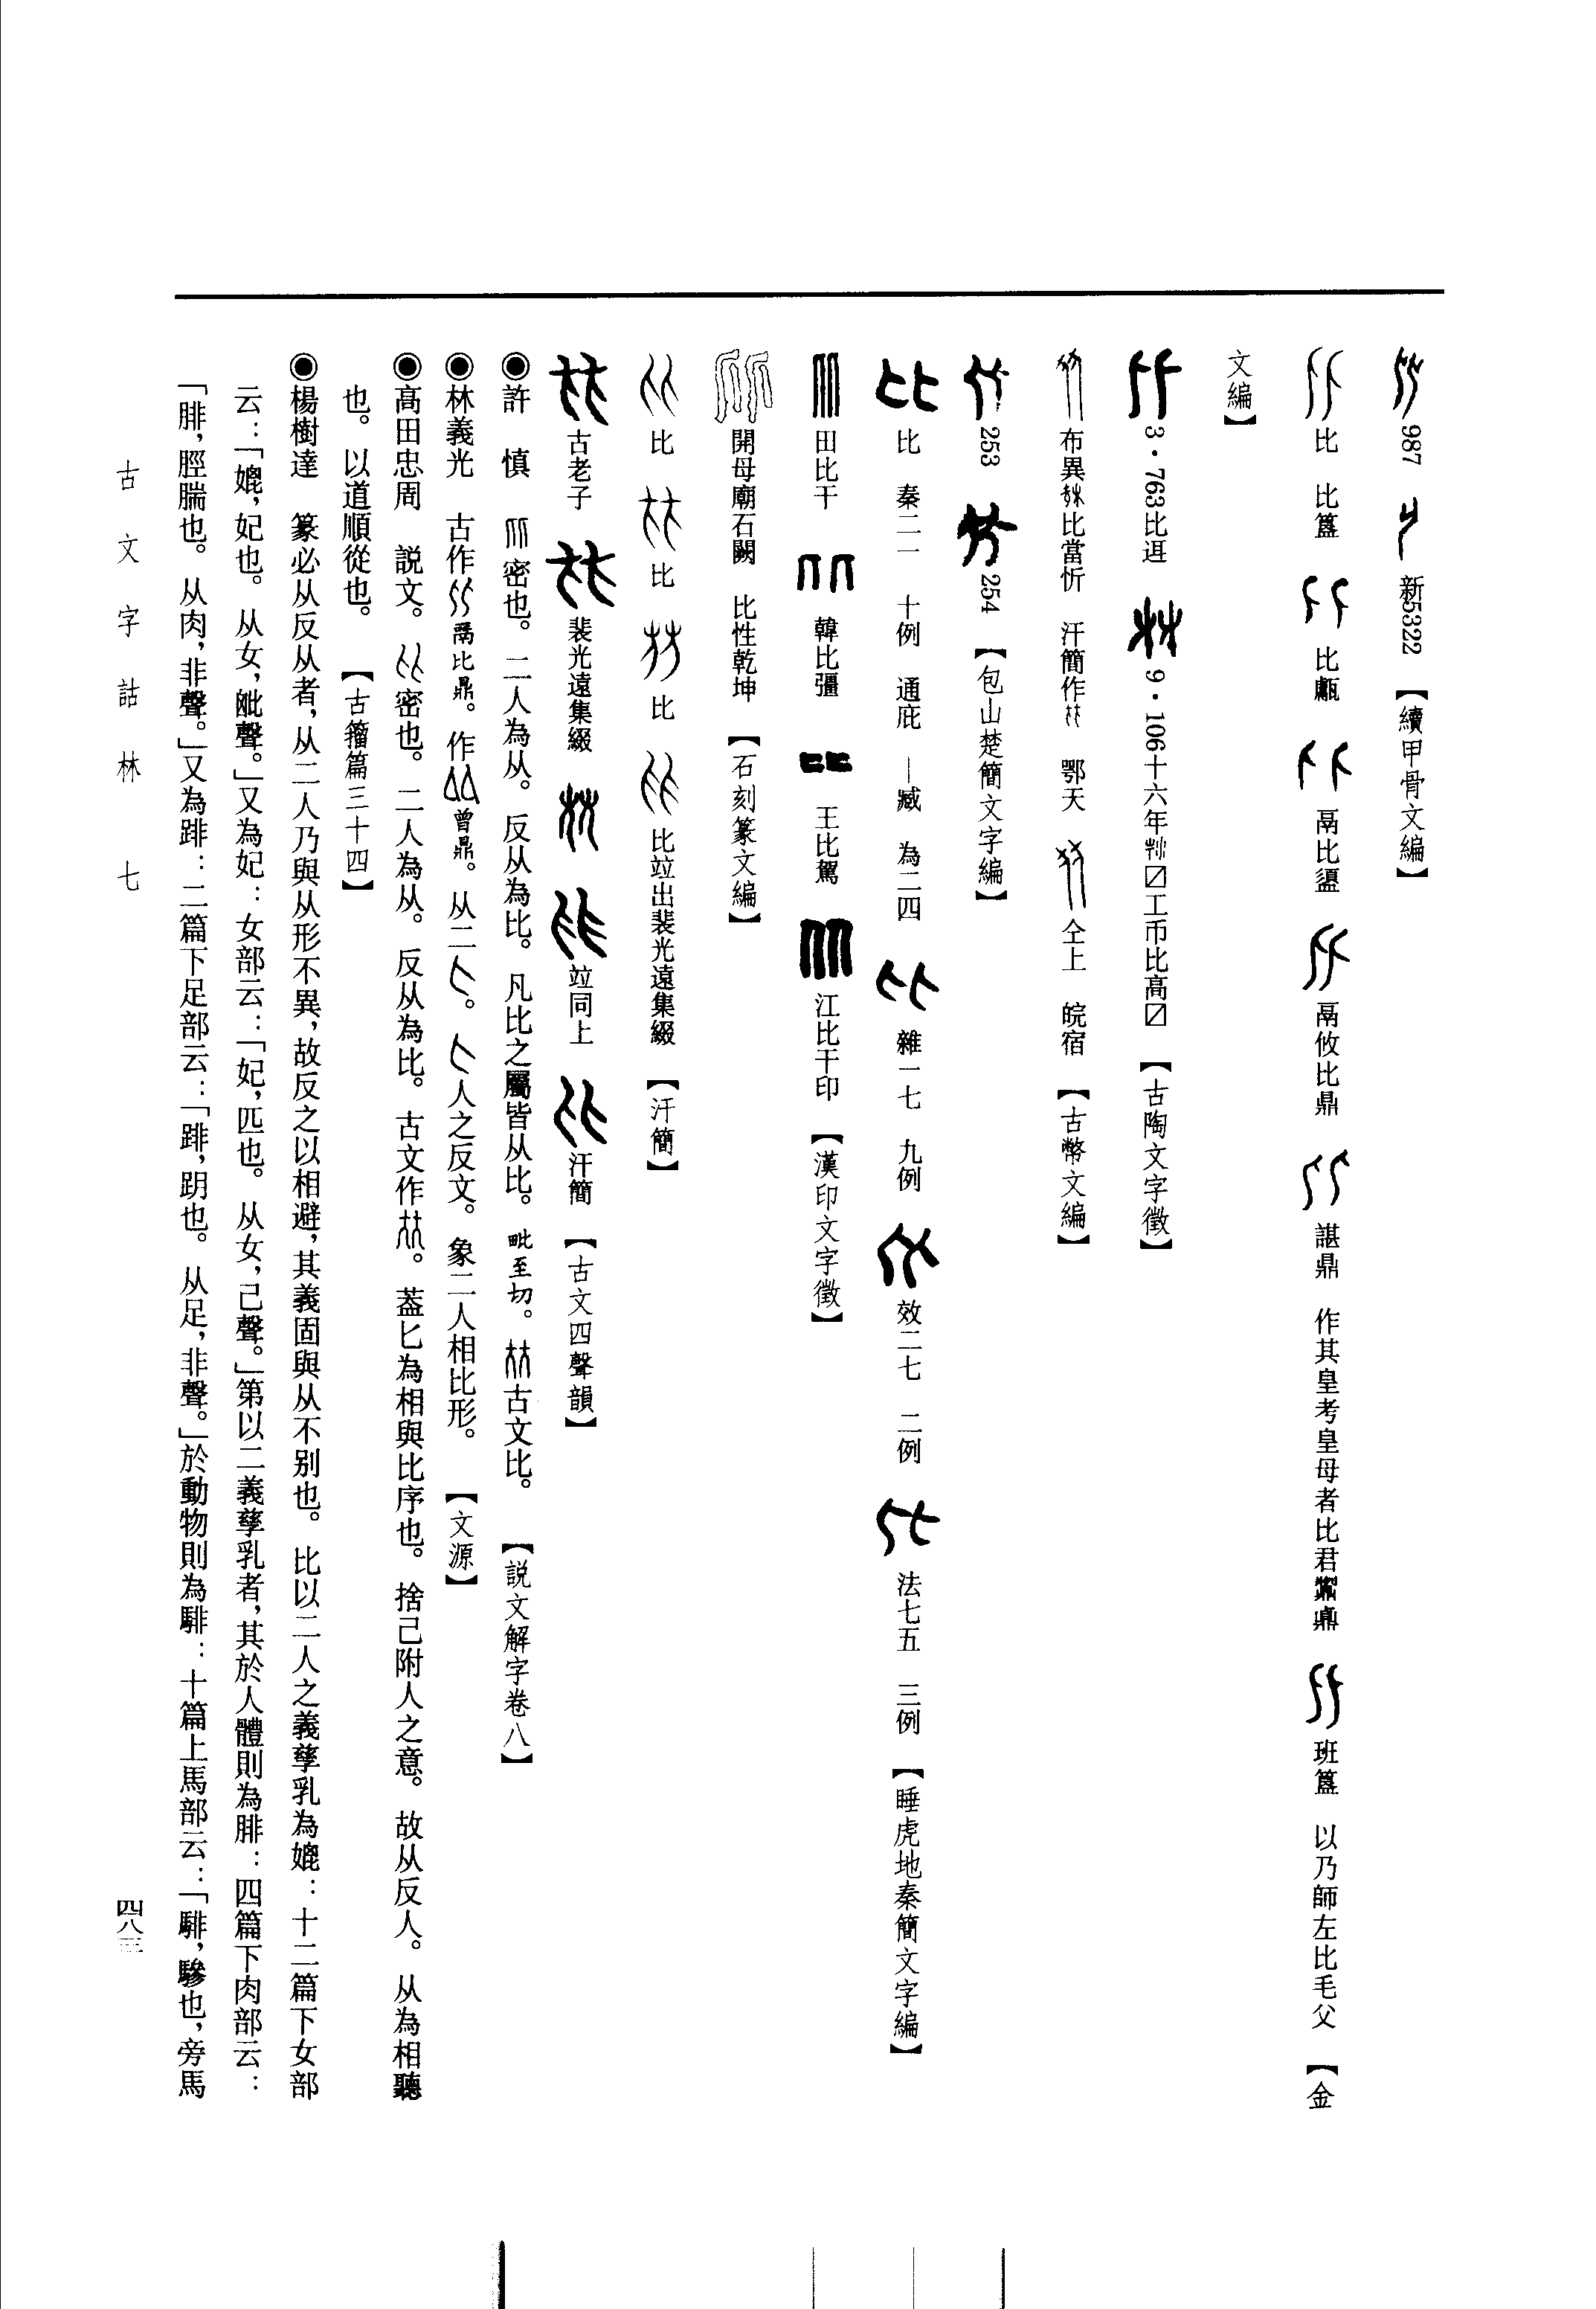 987 新5322 【續甲骨文編】
比 比簋 比甗 鬲比盨 鬲攸比鼎 諶鼎 作其皇考皇母者比君鼎 班簋 以乃師左比毛父 【金
文編】
3·763比 9·106十六年〼工帀比高〼 【古陶文字徵】
布異比當忻 汗簡作 鄂天 仝上 皖宿 【古幣文編】
253 254 【包山楚簡文字編】
比 秦二一 十例 通庇 —臧 為二四 雜一七 九例 效二七 二例 法七五 三例 【睡虎地秦簡文字編】
田比干 韓比彊 王比駕 江比干印 【漢印文字徵】
開母廟石闕 比性乾坤 【石刻篆文編】
比 比 比 比竝出裴光遠集綴 【汗簡】
古老子 裴光遠集綴 竝同上 汗簡 【古文四聲韻】
◉許 慎 密也。二人為从。反从為比。凡比之屬皆从比。毗至切。古文比。 【説文解字卷八】
◉林義光 古作比鼎。作曾鼎。从二。人之反文。象二人相比形。 【文源】
◉高田忠周 説文。密也。二人為从。反从為比。古文作。蓋匕為相與比序也。捨己附人之意。故从反人。从為相聽
也。以道順從也。 【古籀篇三十四】
◉楊樹達 篆必从反从者，从二人乃與从形不異，故反之以相避，其義固與从不别也。比以二人之義孳乳為媲：十二篇下女部
云：「媲，妃也。从女，𣬉聲。」又為妃：女部云：「妃，匹也。从女，己聲。」第以二義孳乳者，其於人體則為腓：四篇下肉部云：
「腓，脛腨也。从肉，非聲。」又為跰：二篇下足部云：「䠊，跀也。从足，非聲。」於動物則為騑：十篇上馬部云：「騑，驂也，旁馬
古文字詁林 七
四八三